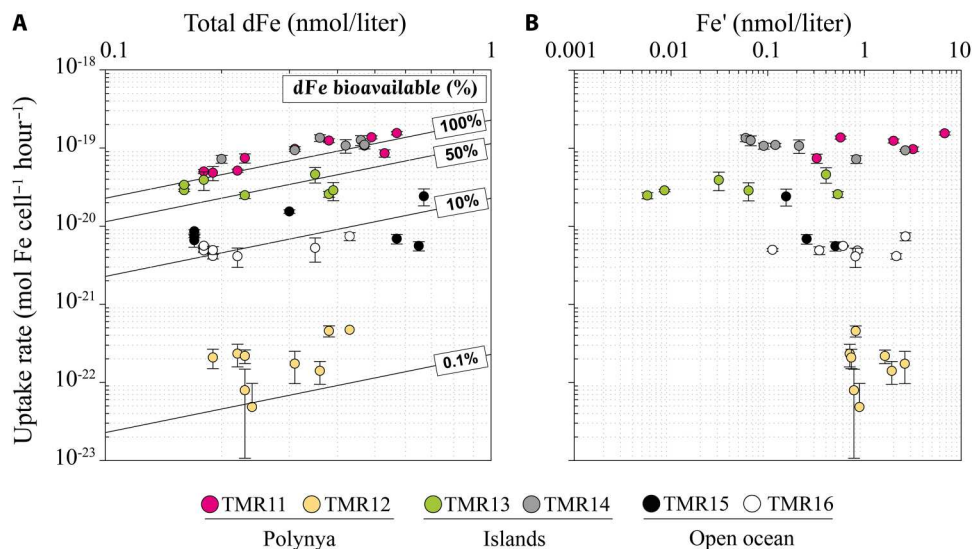 A
Total dFe (nmol/liter)
0.1
1
B
Fe' (nmol/liter)
0.001
0.01
0.1
1
10
Uptake rate (mol Fe cell⁻¹ hour⁻¹)
10⁻¹⁸
10⁻¹⁹
10⁻²⁰
10⁻²¹
10⁻²²
10⁻²³
dFe bioavailable (%)
100%
50%
10%
0.1%
TMR11 TMR12 TMR13 TMR14 TMR15 TMR16
Polynya Islands Open ocean